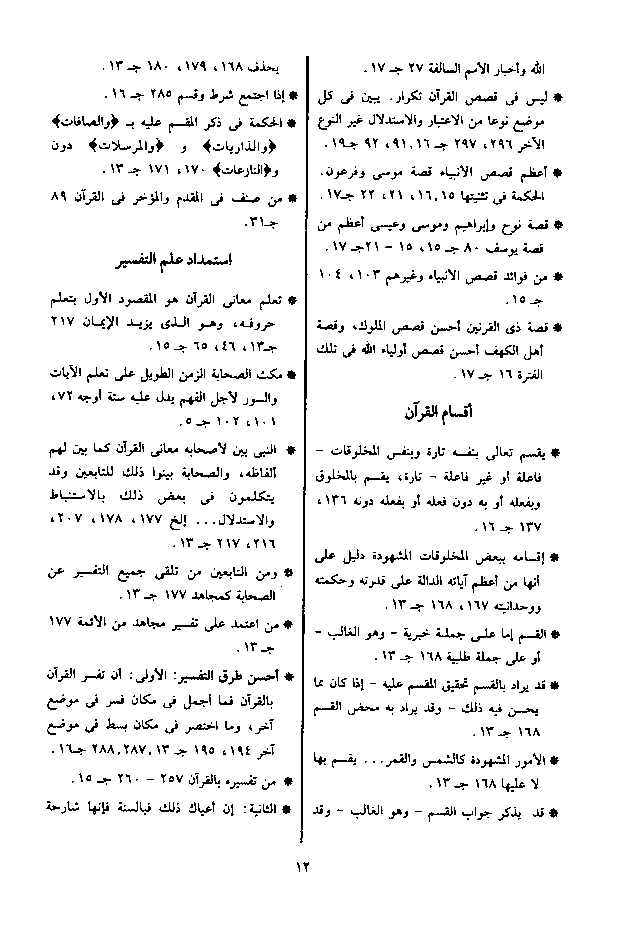 الله وأخبار الأمم السالفة ٢٧ جـ ١٧.
* ليس فى قصص القرآن تكرار. يبين فى كل
موضع نوعا من الاعتبار والاستدلال غير النوع
الآخر ٢٩٦، ٢٩٧ جـ ٩١,١٦، ٩٢ جـ١٩.
* أعظم قصص الأنبياء قصة موسى وفرعون.
الحكمة فى تثنيتها ١٦,١٥، ٢١، ٢٢ جـ١٧.
* قصة نوح وإبراهيم وموسى وعيسى أعظم من
قصة يوسف ٨٠ جـ ١٥، ١٥ - ٢١جـ ١٧.
* من فوائد قصص الأنبياء وغيرهم ١٠٣، ١٠٤
جـ ١٥.
* قصة ذى القرنين أحسن قصص الملوك، وقصة
أهل الكهف أحسن قصص أولياء الله فى تلك
الفترة ١٦ جـ ١٧.
أقسام القرآن
* يقسم تعالى بنفسه تارة وبنفس المخلوقات -
فاعلة أو غير فاعلة - تارة، يقسم بالمخلوق
وبفعله أو به دون فعله أو بفعله دونه ١٣٦،
١٣٧ جـ ١٦.
* إقسامه ببعض المخلوقات المشهودة دليل على
أنها من أعظم آياته الدالة على قدرته وحكمته
ووحدانيته ١٦٧، ١٦٨ جـ ١٣.
* القسم إما على جملة خبرية - وهو الغالب -
أو على جملة طلبية ١٦٨ جـ ١٣.
* قد يراد بالقسم تحقيق المقسم عليه - إذا كان مما
يحسن فيه ذلك - وقد يراد به محض القسم
١٦٨ جـ ١٣.
* الأمور المشهودة كالشمس والقمر... يقسم بها
لا عليها ١٦٨ جـ ١٣.
* قد يذكر جواب القسم - وهو الغالب - وقد
يحذف ١٦٨، ١٧٩، ١٨٠ جـ ١٣.
* إذا اجتمع شرط وقسم ٢٨٥ جـ ١٦.
* الحكمة فى ذكر المقسم عليه بـ ﴿والصافات﴾
﴿والذاريات﴾ و ﴿والمرسلات﴾ دون
و﴿النازعات﴾ ١٧٠، ١٧١ جـ ١٣.
* من صنف فى المقدم والمؤخر فى القرآن ٨٩
جـ٣١.
استمداد علم التفسير
* تعلم معانى القرآن هو المقصود الأول بتعلم
حروفه، وهو الذى يزيد الإيمان ٢١٧
جـ١٣، ٤٦، ٦٥ جـ ١٥.
* مكث الصحابة الزمن الطويل على تعلم الآيات
والسور لأجل الفهم يدل عليه ستة أوجه ٧٢،
١٠١، ١٠٢ جـ ٥.
* النبى بين لأصحابه معانى القرآن كما بين لهم
ألفاظه، والصحابة بينوا ذلك للتابعين وقد
يتكلمون فى بعض ذلك بالاستنباط
والاستدلال... إلخ ١٧٧، ١٧٨، ٢٠٧،
٢١٦، ٢١٧ جـ ١٣.
* ومن التابعين من تلقى جميع التفسير عن
الصحابة كمجاهد ١٧٧ جـ ١٣.
* من اعتمد على تفسير مجاهد من الأئمة ١٧٧
جـ ١٣.
* أحسن طرق التفسير: الأولى: أن تفسر القرآن
بالقرآن فما أجمل فى مكان فسر فى موضع
آخر، وما اختصر فى مكان بسط فى موضع
آخر ١٩٤، ١٩٥ جـ ٢٨٨,٢٨٧,١٣ جـ١٦.
* من تفسيره بالقرآن ٢٥٧ - ٢٦٠ جـ ١٥.
* الثانية: إن أعياك ذلك فبالسنة فإنها شارحة
١٢